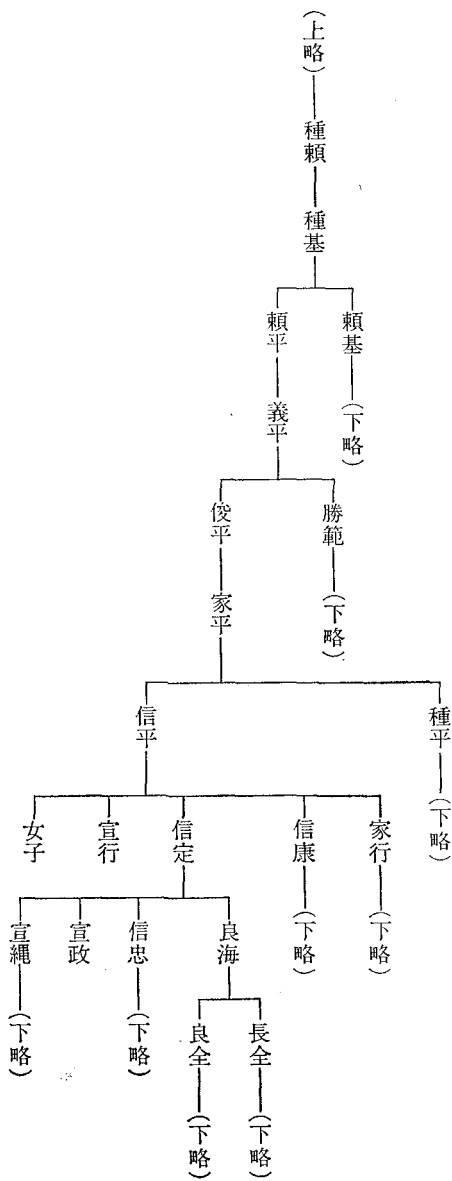 （上略）
種頼
種基
頼基
（下略）
頼平
義平
勝範
（下略）
俊平
家平
種平
（下略）
信平
家行
（下略）
信康
（下略）
信定
宣行
女子
良海
信忠
（下略）
宣政
宣縄
（下略）
長全
（下略）
良全
（下略）